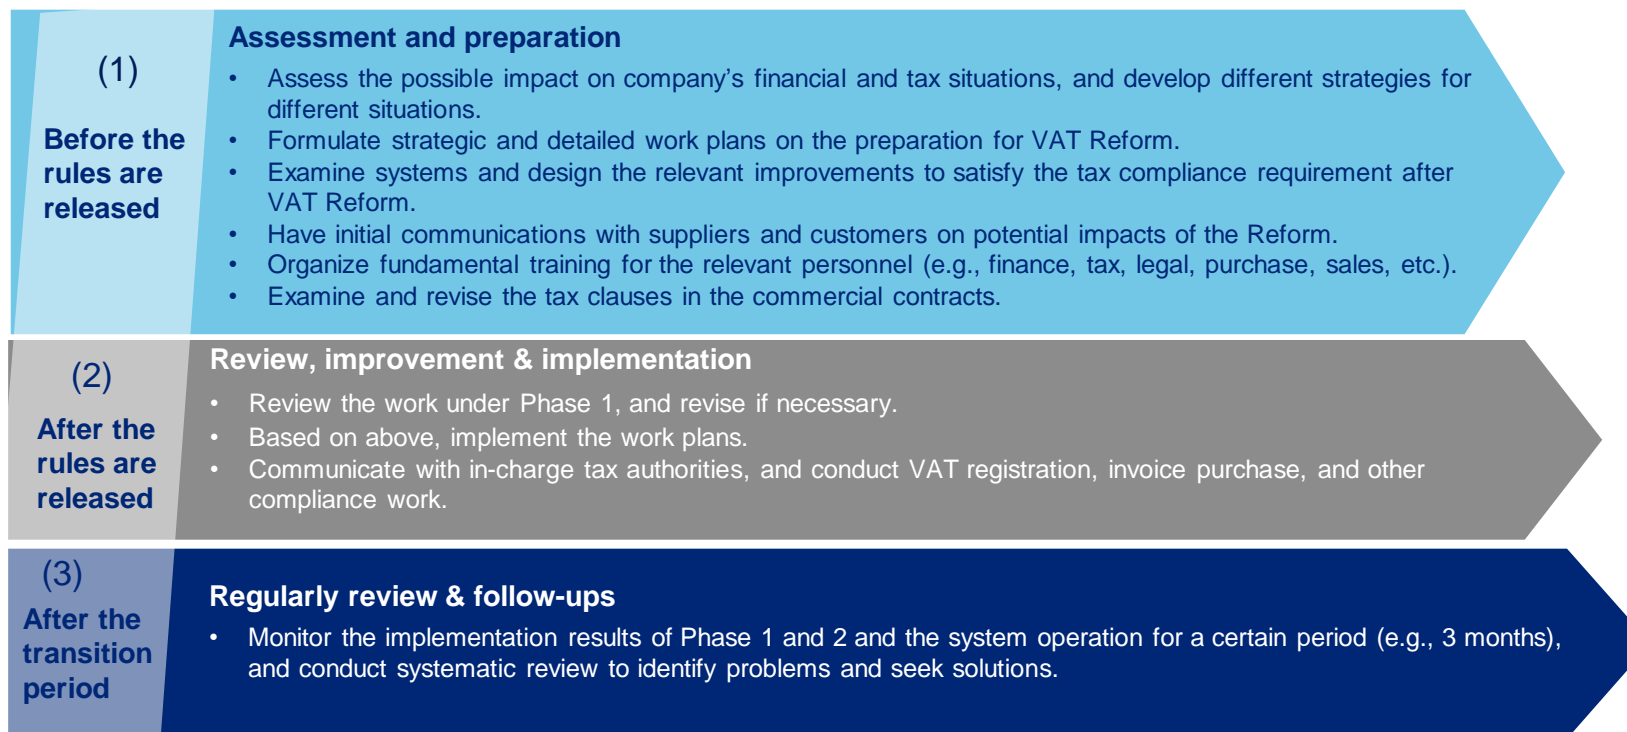 (1)
Before the
rules are
released
Assessment and preparation
• Assess the possible impact on company's financial and tax situations, and develop different strategies for
different situations.
• Formulate strategic and detailed work plans on the preparation for VAT Reform.
• Examine systems and design the relevant improvements to satisfy the tax compliance requirement after
VAT Reform.
• Have initial communications with suppliers and customers on potential impacts of the Reform.
• Organize fundamental training for the relevant personnel (e.g., finance, tax, legal, purchase, sales, etc.).
• Examine and revise the tax clauses in the commercial contracts.
(2)
After the
rules are
released
Review, improvement & implementation
• Review the work under Phase 1, and revise if necessary.
• Based on above, implement the work plans.
• Communicate with in-charge tax authorities, and conduct VAT registration, invoice purchase, and other
compliance work.
(3)
After the
transition
period
Regularly review & follow-ups
• Monitor the implementation results of Phase 1 and 2 and the system operation for a certain period (e.g., 3 months),
and conduct systematic review to identify problems and seek solutions.